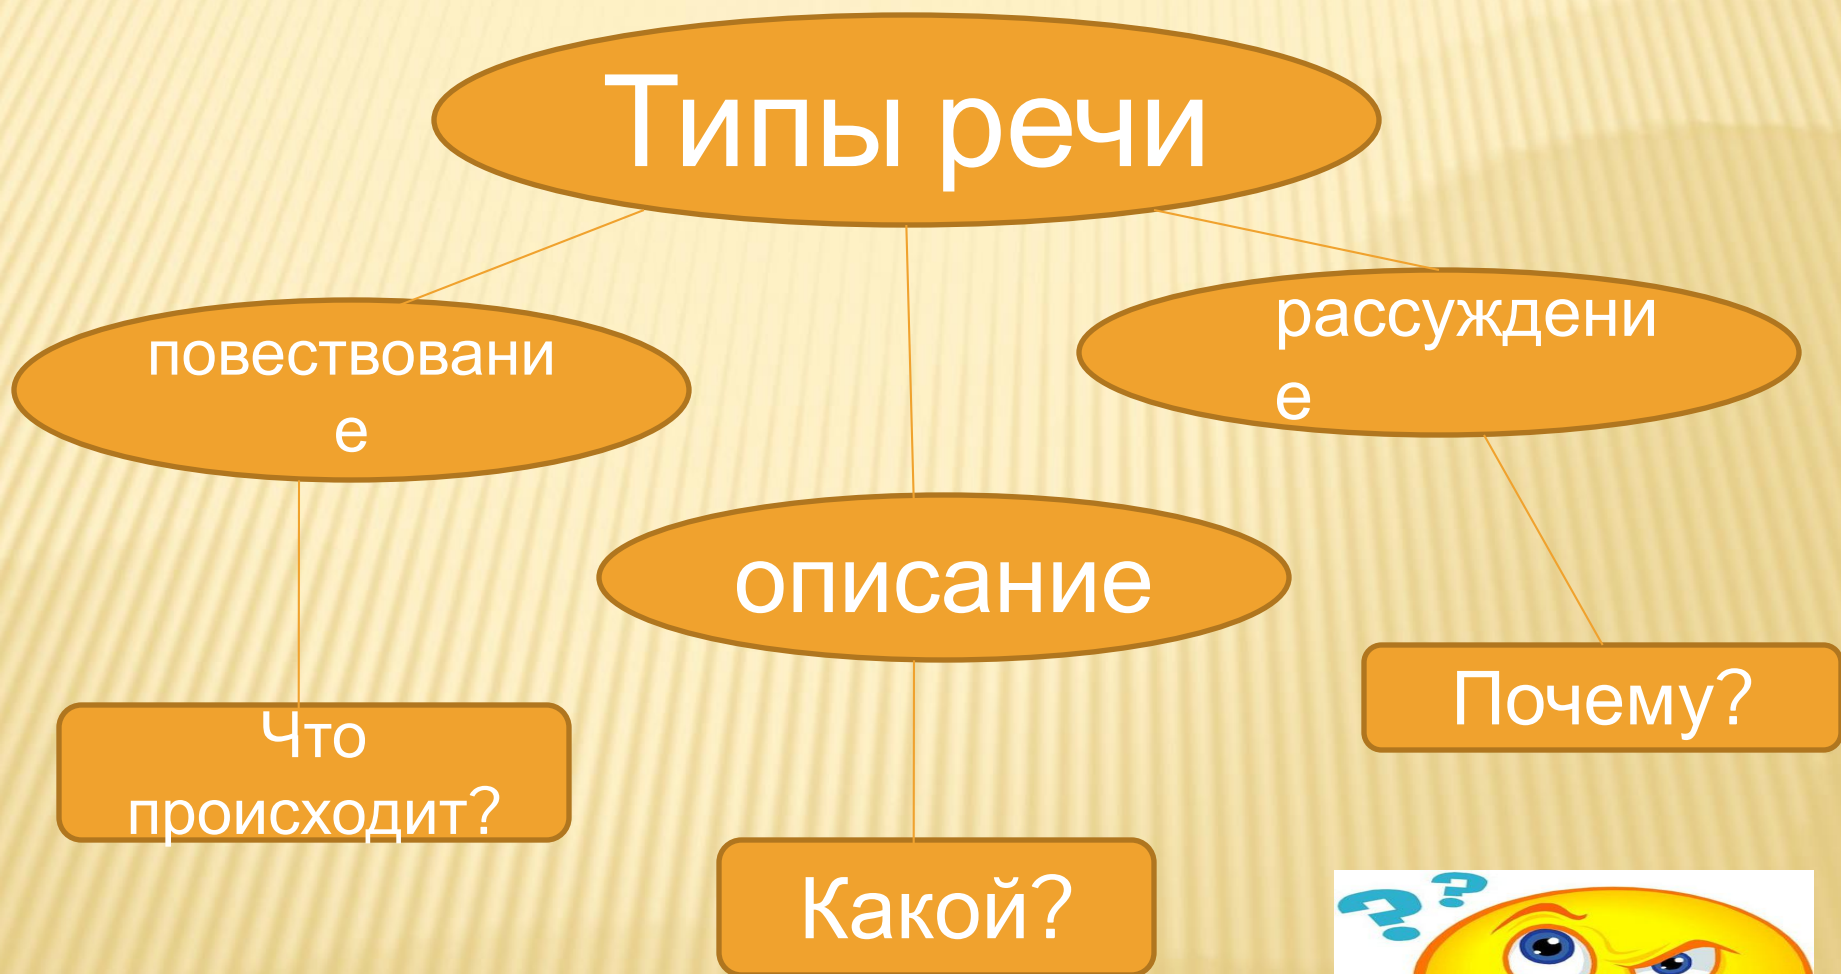 Типы речи
повествовани
е
рассуждени
е
описание
Что
происходит?
Почему?
Какой?
? ?